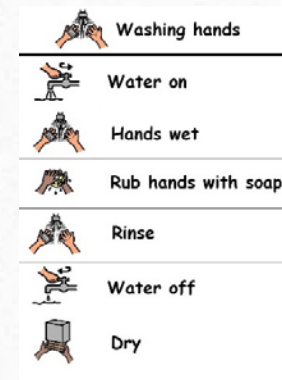 Washing hands
Water on
Hands wet
Rub hands with soap
Rinse
Water off
Dry